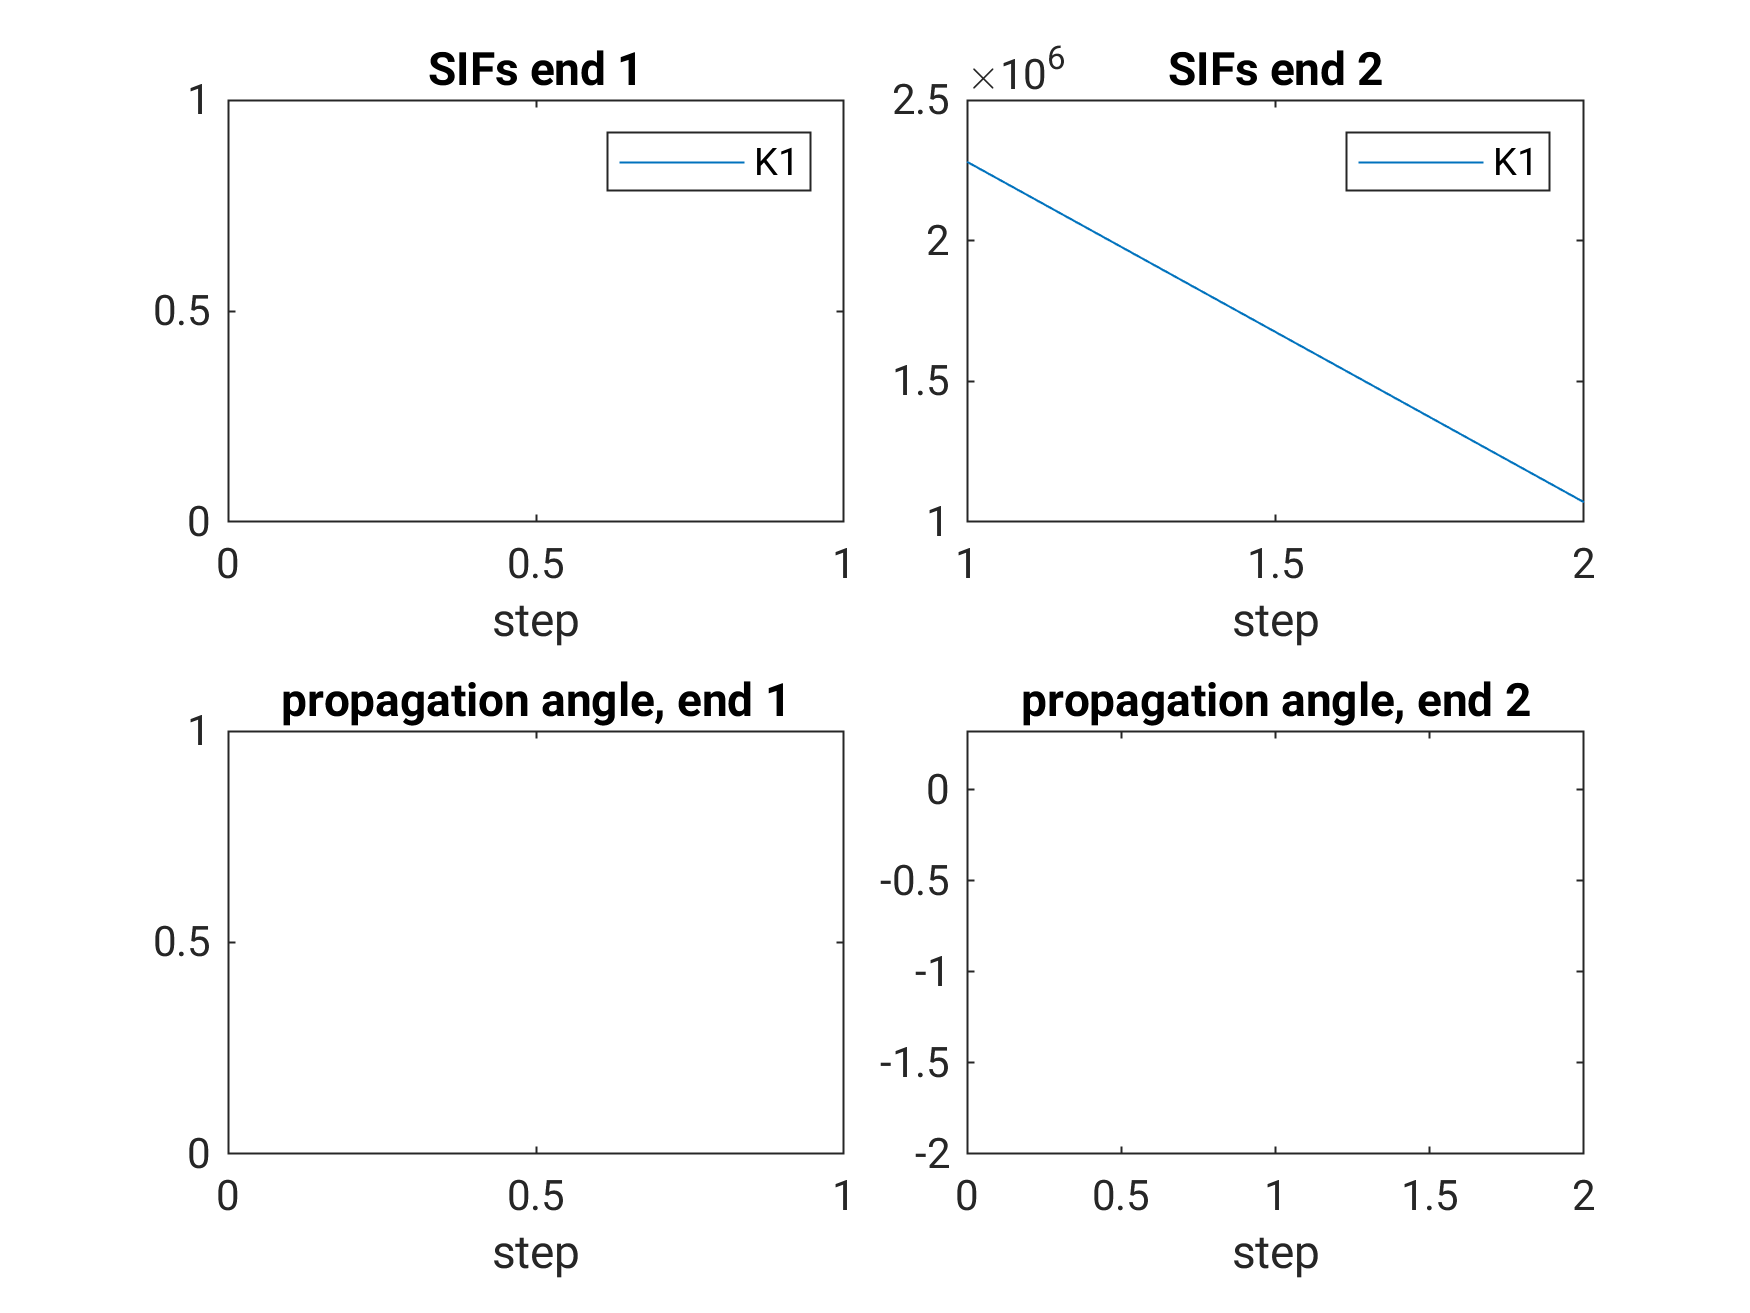 SIFs end 1
1
0.5
0
K1
0 0.5 1
step
SIFs end 2
×10^6
2.5
2
1.5
1
K1
1 1.5 2
step
propagation angle, end 1
1
0.5
0
0 0.5 1
step
propagation angle, end 2
0
-0.5
-1
-1.5
-2
0 0.5 1 1.5 2
step